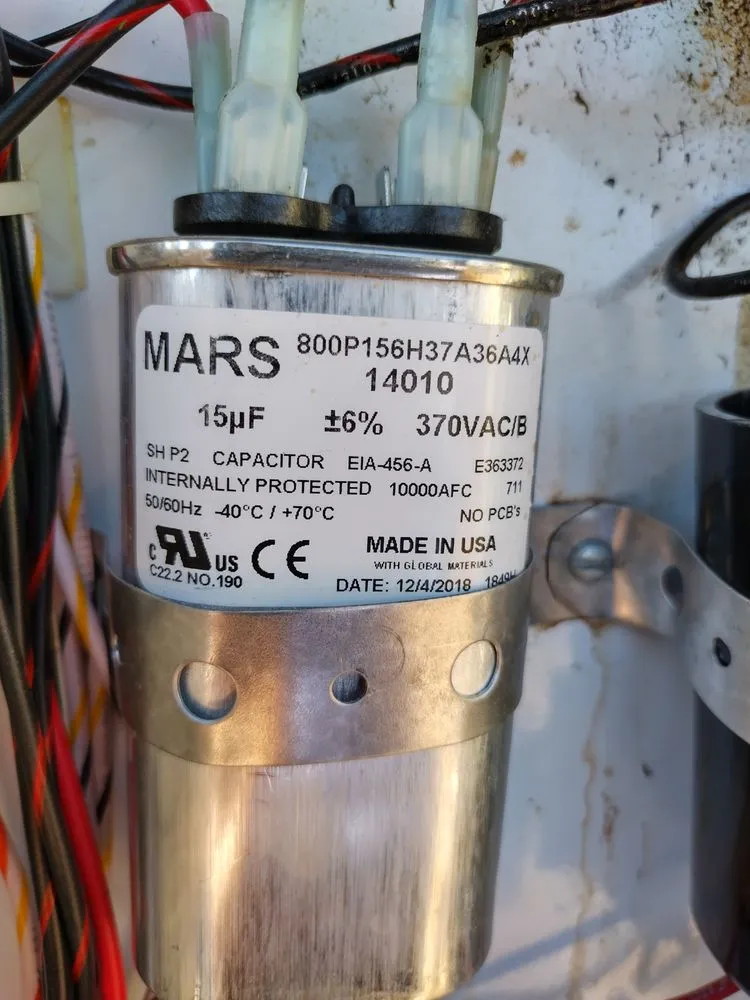 MARS 800P156H37A36A4X
14010
15µF ±6% 370VAC/B
SH P2 CAPACITOR EIA-456-A E363372
INTERNALLY PROTECTED 10000AFC 711
50/60Hz -40°C / +70°C NO PCB's
c RU US CE MADE IN USA
WITH GLOBAL MATERIALS
C22.2 NO.190 DATE: 12/4/2018